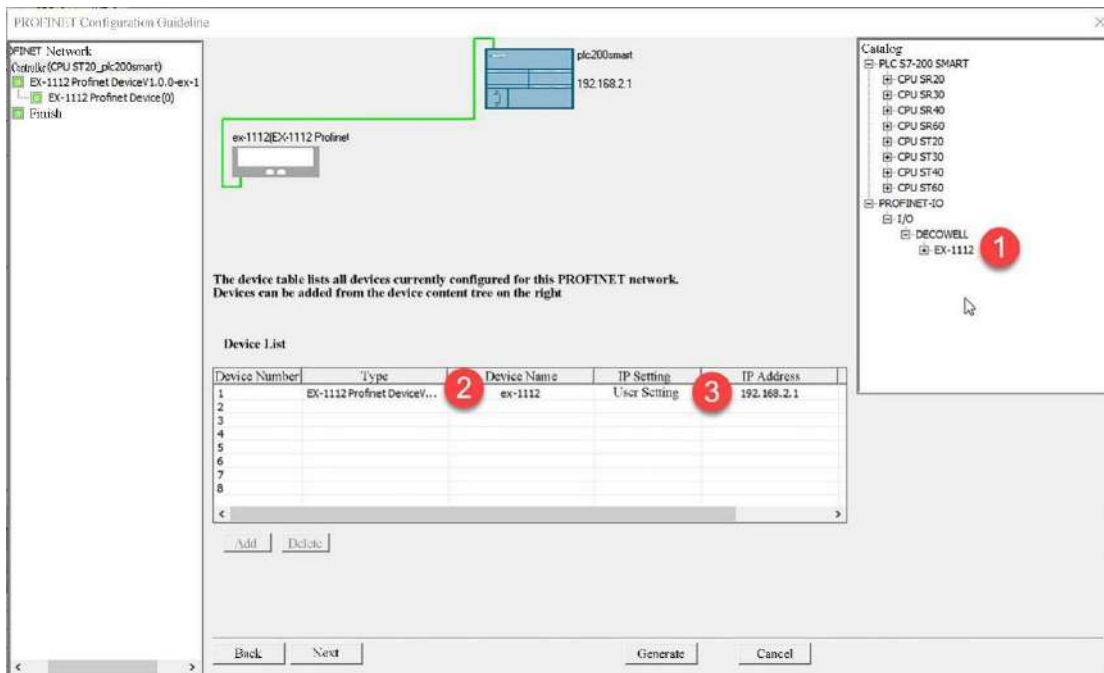 PROFINET Configuration Guideline
OFINET Network
Controller (CPU ST20_plc200smart)
EX-1112 Profinet DeviceV1.0.0-ex-1
EX-1112 Profinet Device(0)
Finish
plc200smart
192.168.2.1
ex-1112|EX-1112 Profinet
Catalog
PLC S7-200 SMART
CPU SR20
CPU SR30
CPU SR40
CPU SR60
CPU ST20
CPU ST30
CPU ST40
CPU ST60
PROFINET-IO
I/O
DECOWELL
EX-1112
1
The device table lists all devices currently configured for this PROFINET network.
Devices can be added from the device content tree on the right
Device List
Device Number Type Device Name IP Setting IP Address
1 EX-1112 Profinet DeviceV... 2 ex-1112 User Setting 3 192.168.2.1
2
3
4
5
6
7
8
Add Delete
Back Next Generate Cancel